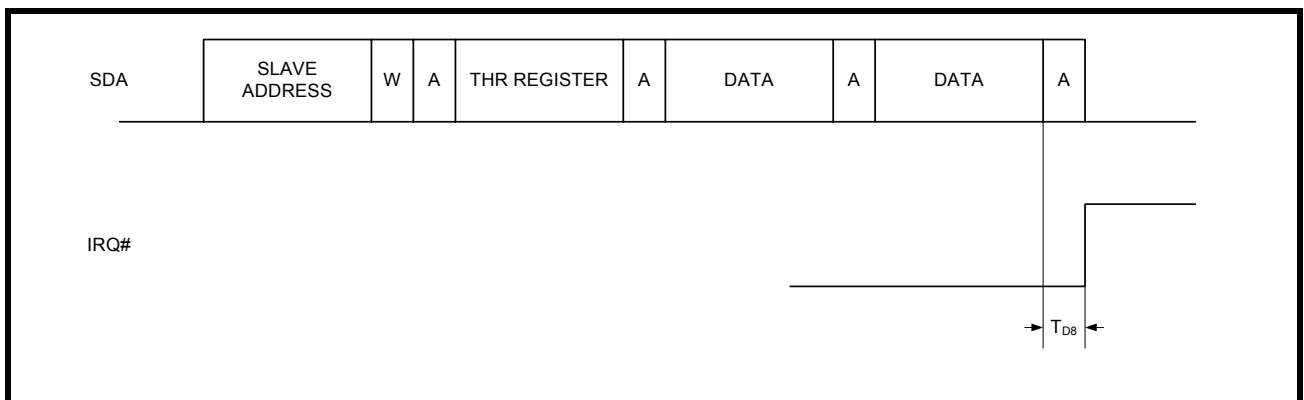 SDA
SLAVE
ADDRESS
W
A
THR REGISTER
A
DATA
A
DATA
A
IRQ#
TD8